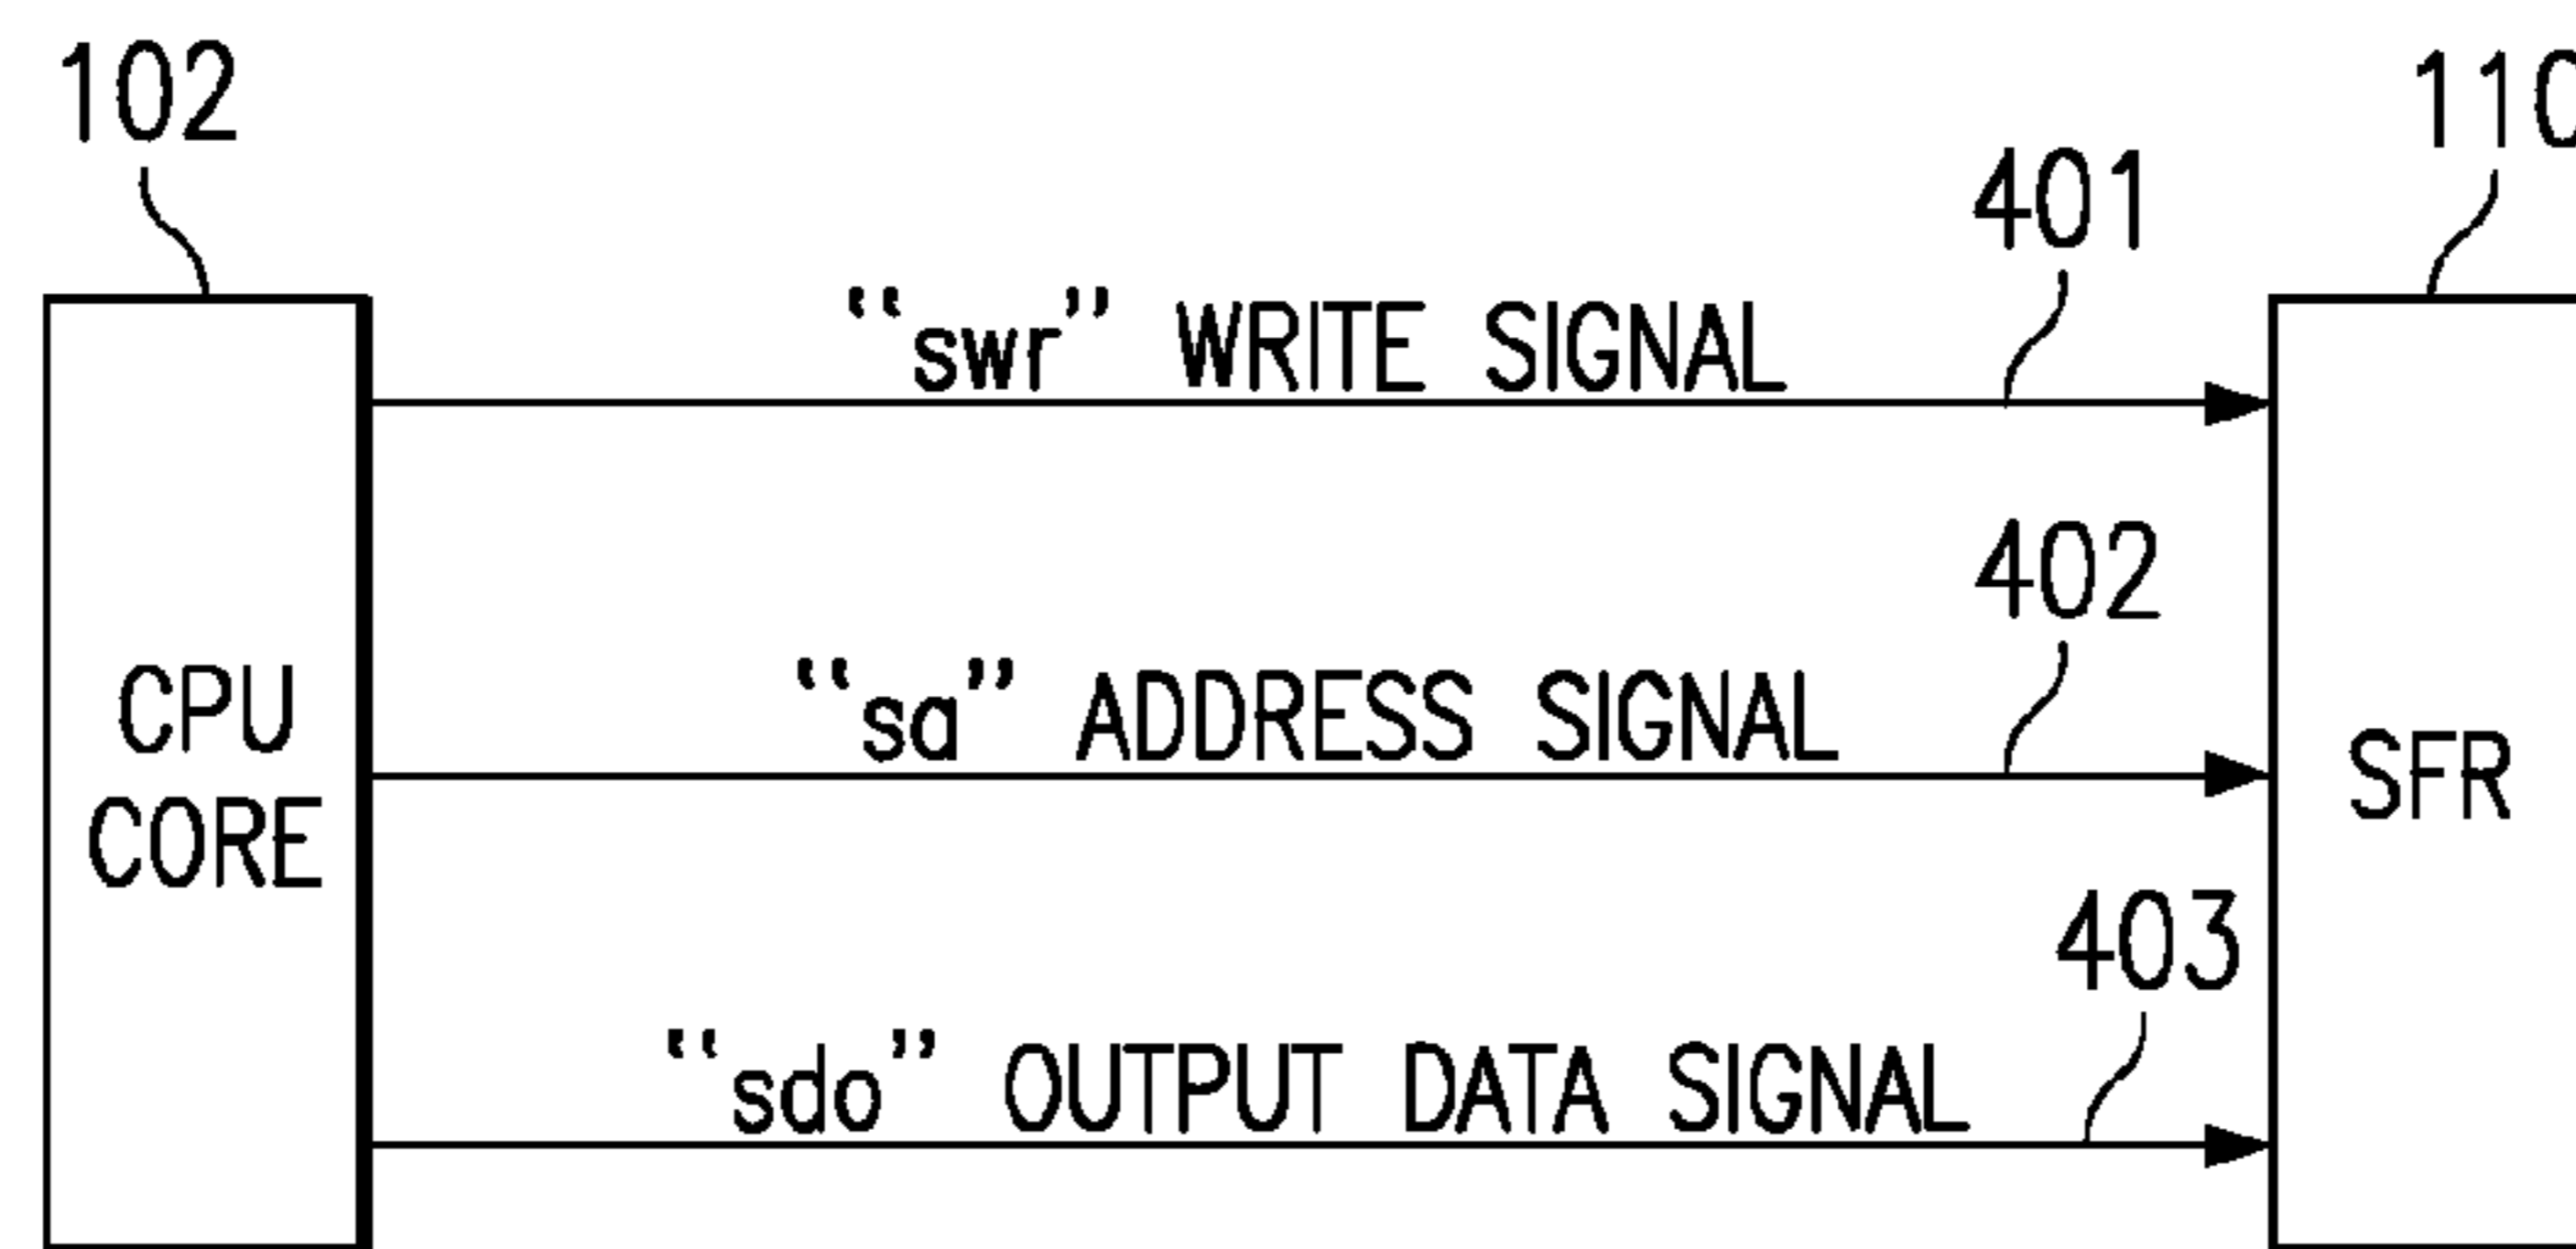 102
110
401
"swr" WRITE SIGNAL
402
"sa" ADDRESS SIGNAL
CPU
CORE
SFR
403
"sdo" OUTPUT DATA SIGNAL